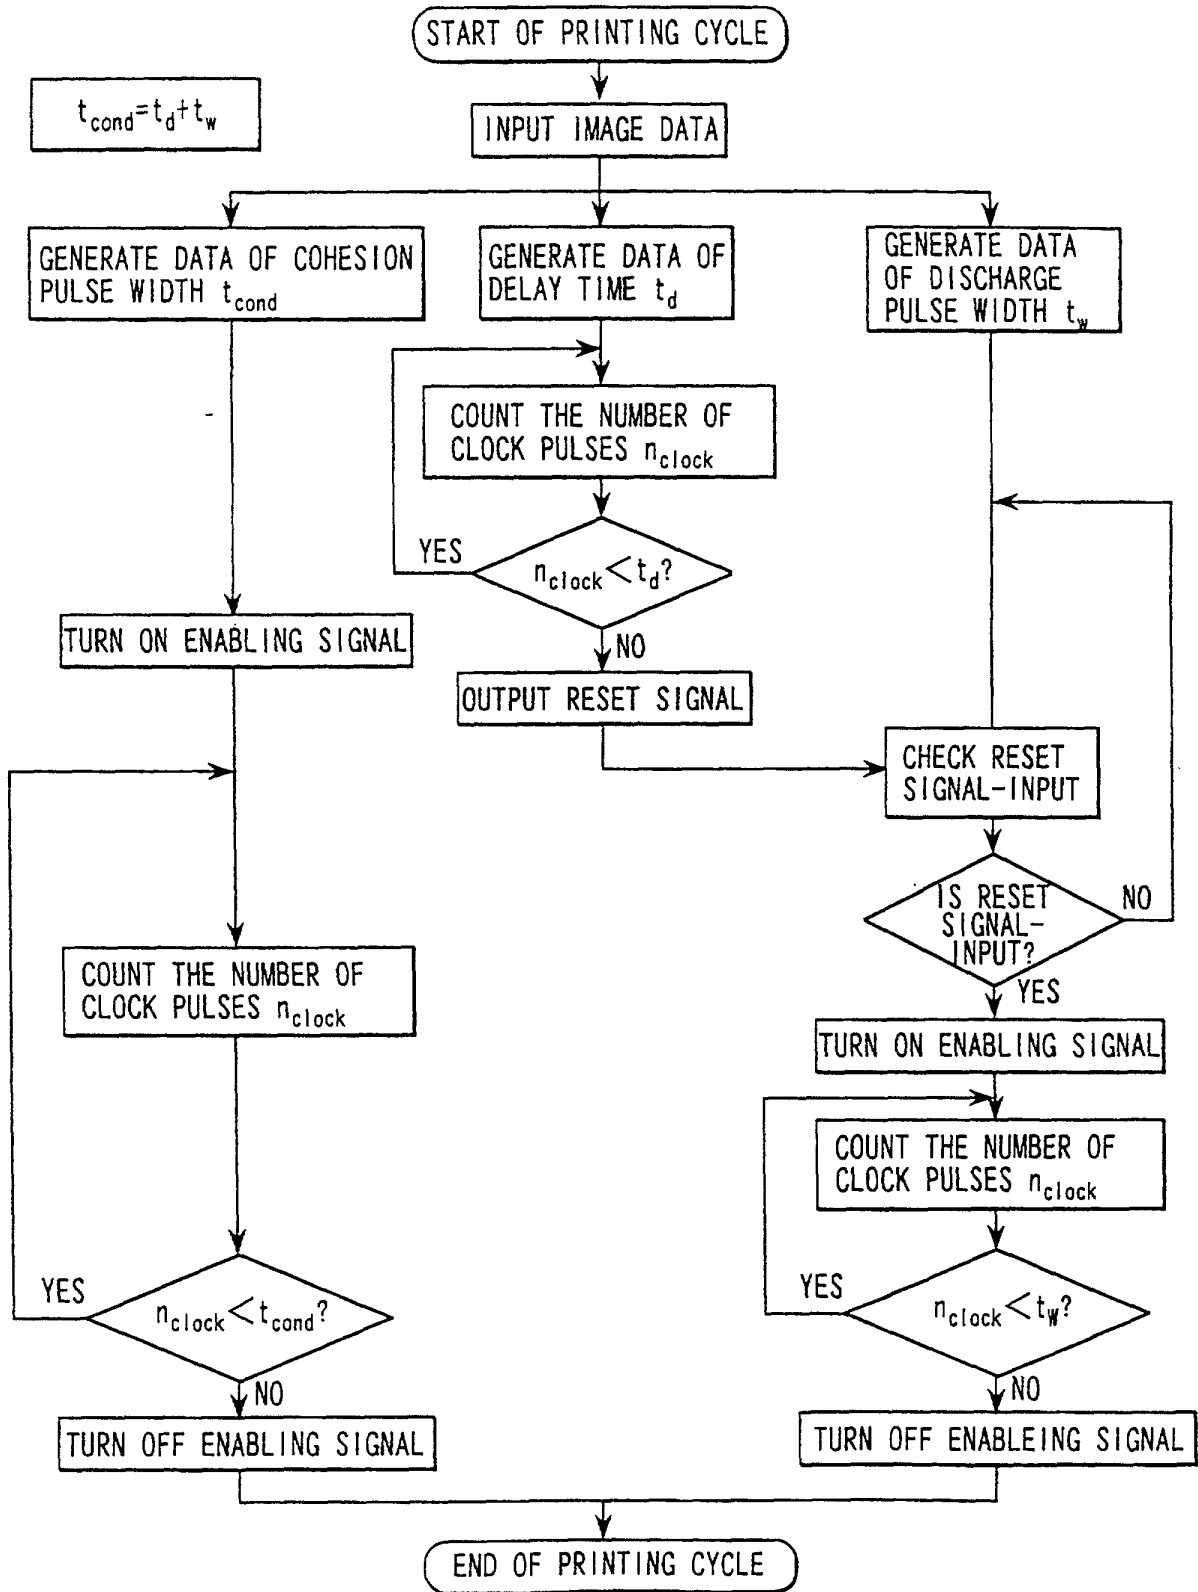 START OF PRINTING CYCLE
t_cond=t_d+t_w
INPUT IMAGE DATA
GENERATE DATA OF COHESION
PULSE WIDTH t_cond
GENERATE DATA OF
DELAY TIME t_d
GENERATE DATA
OF DISCHARGE
PULSE WIDTH t_w
COUNT THE NUMBER OF
CLOCK PULSES n_clock
YES
n_clock<t_d?
NO
TURN ON ENABLING SIGNAL
OUTPUT RESET SIGNAL
CHECK RESET
SIGNAL-INPUT
IS RESET
SIGNAL-
INPUT?
NO
YES
COUNT THE NUMBER OF
CLOCK PULSES n_clock
TURN ON ENABLING SIGNAL
COUNT THE NUMBER OF
CLOCK PULSES n_clock
YES
n_clock<t_cond?
NO
YES
n_clock<t_w?
NO
TURN OFF ENABLING SIGNAL
TURN OFF ENABLEING SIGNAL
END OF PRINTING CYCLE